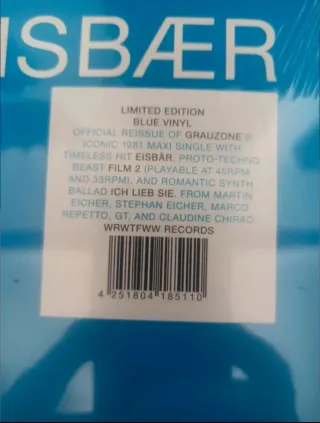 ISBÆR
LIMITED EDITION
BLUE VINYL
OFFICIAL REISSUE OF GRAUZONE'S
ICONIC 1981 MAXI SINGLE WITH
TIMELESS HIT EISBÄR, PROTO-TECHNO
BEAST FILM 2 (PLAYABLE AT 45RPM
AND 33RPM), AND ROMANTIC SYNTH
BALLAD ICH LIEB SIE. FROM MARTIN
EICHER, STEPHAN EICHER, MARCO
REPETTO, GT, AND CLAUDINE CHIRAC.
WRWTFWW RECORDS
4 251804 185110